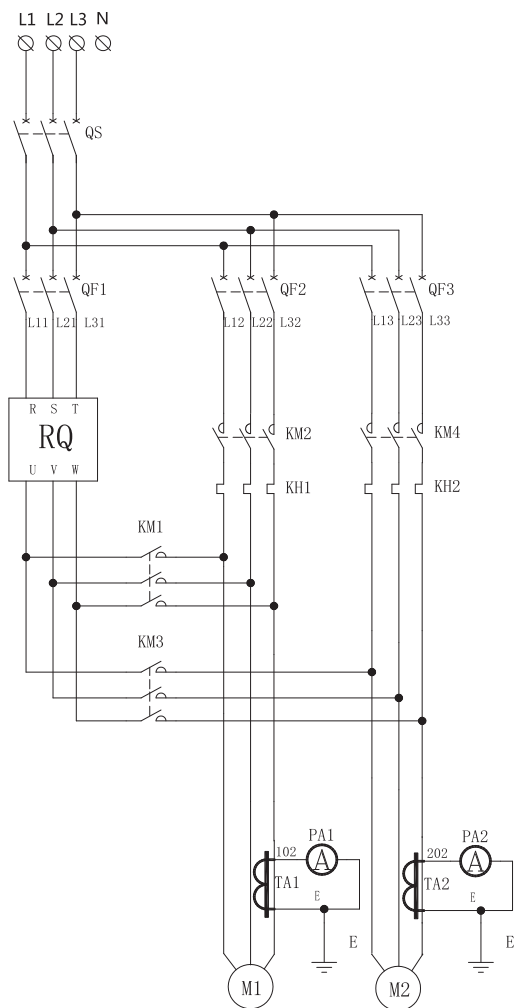 L1 L2 L3 N
QS
QF1 QF2 QF3
L11 L21 L31 L12 L22 L32 L13 L23 L33
R S T
RQ
KM2 KM4
U V W
KH1 KH2
KM1
KM3
PA1 PA2
102 A 202 A
TA1 TA2
E E
E E
M1 M2